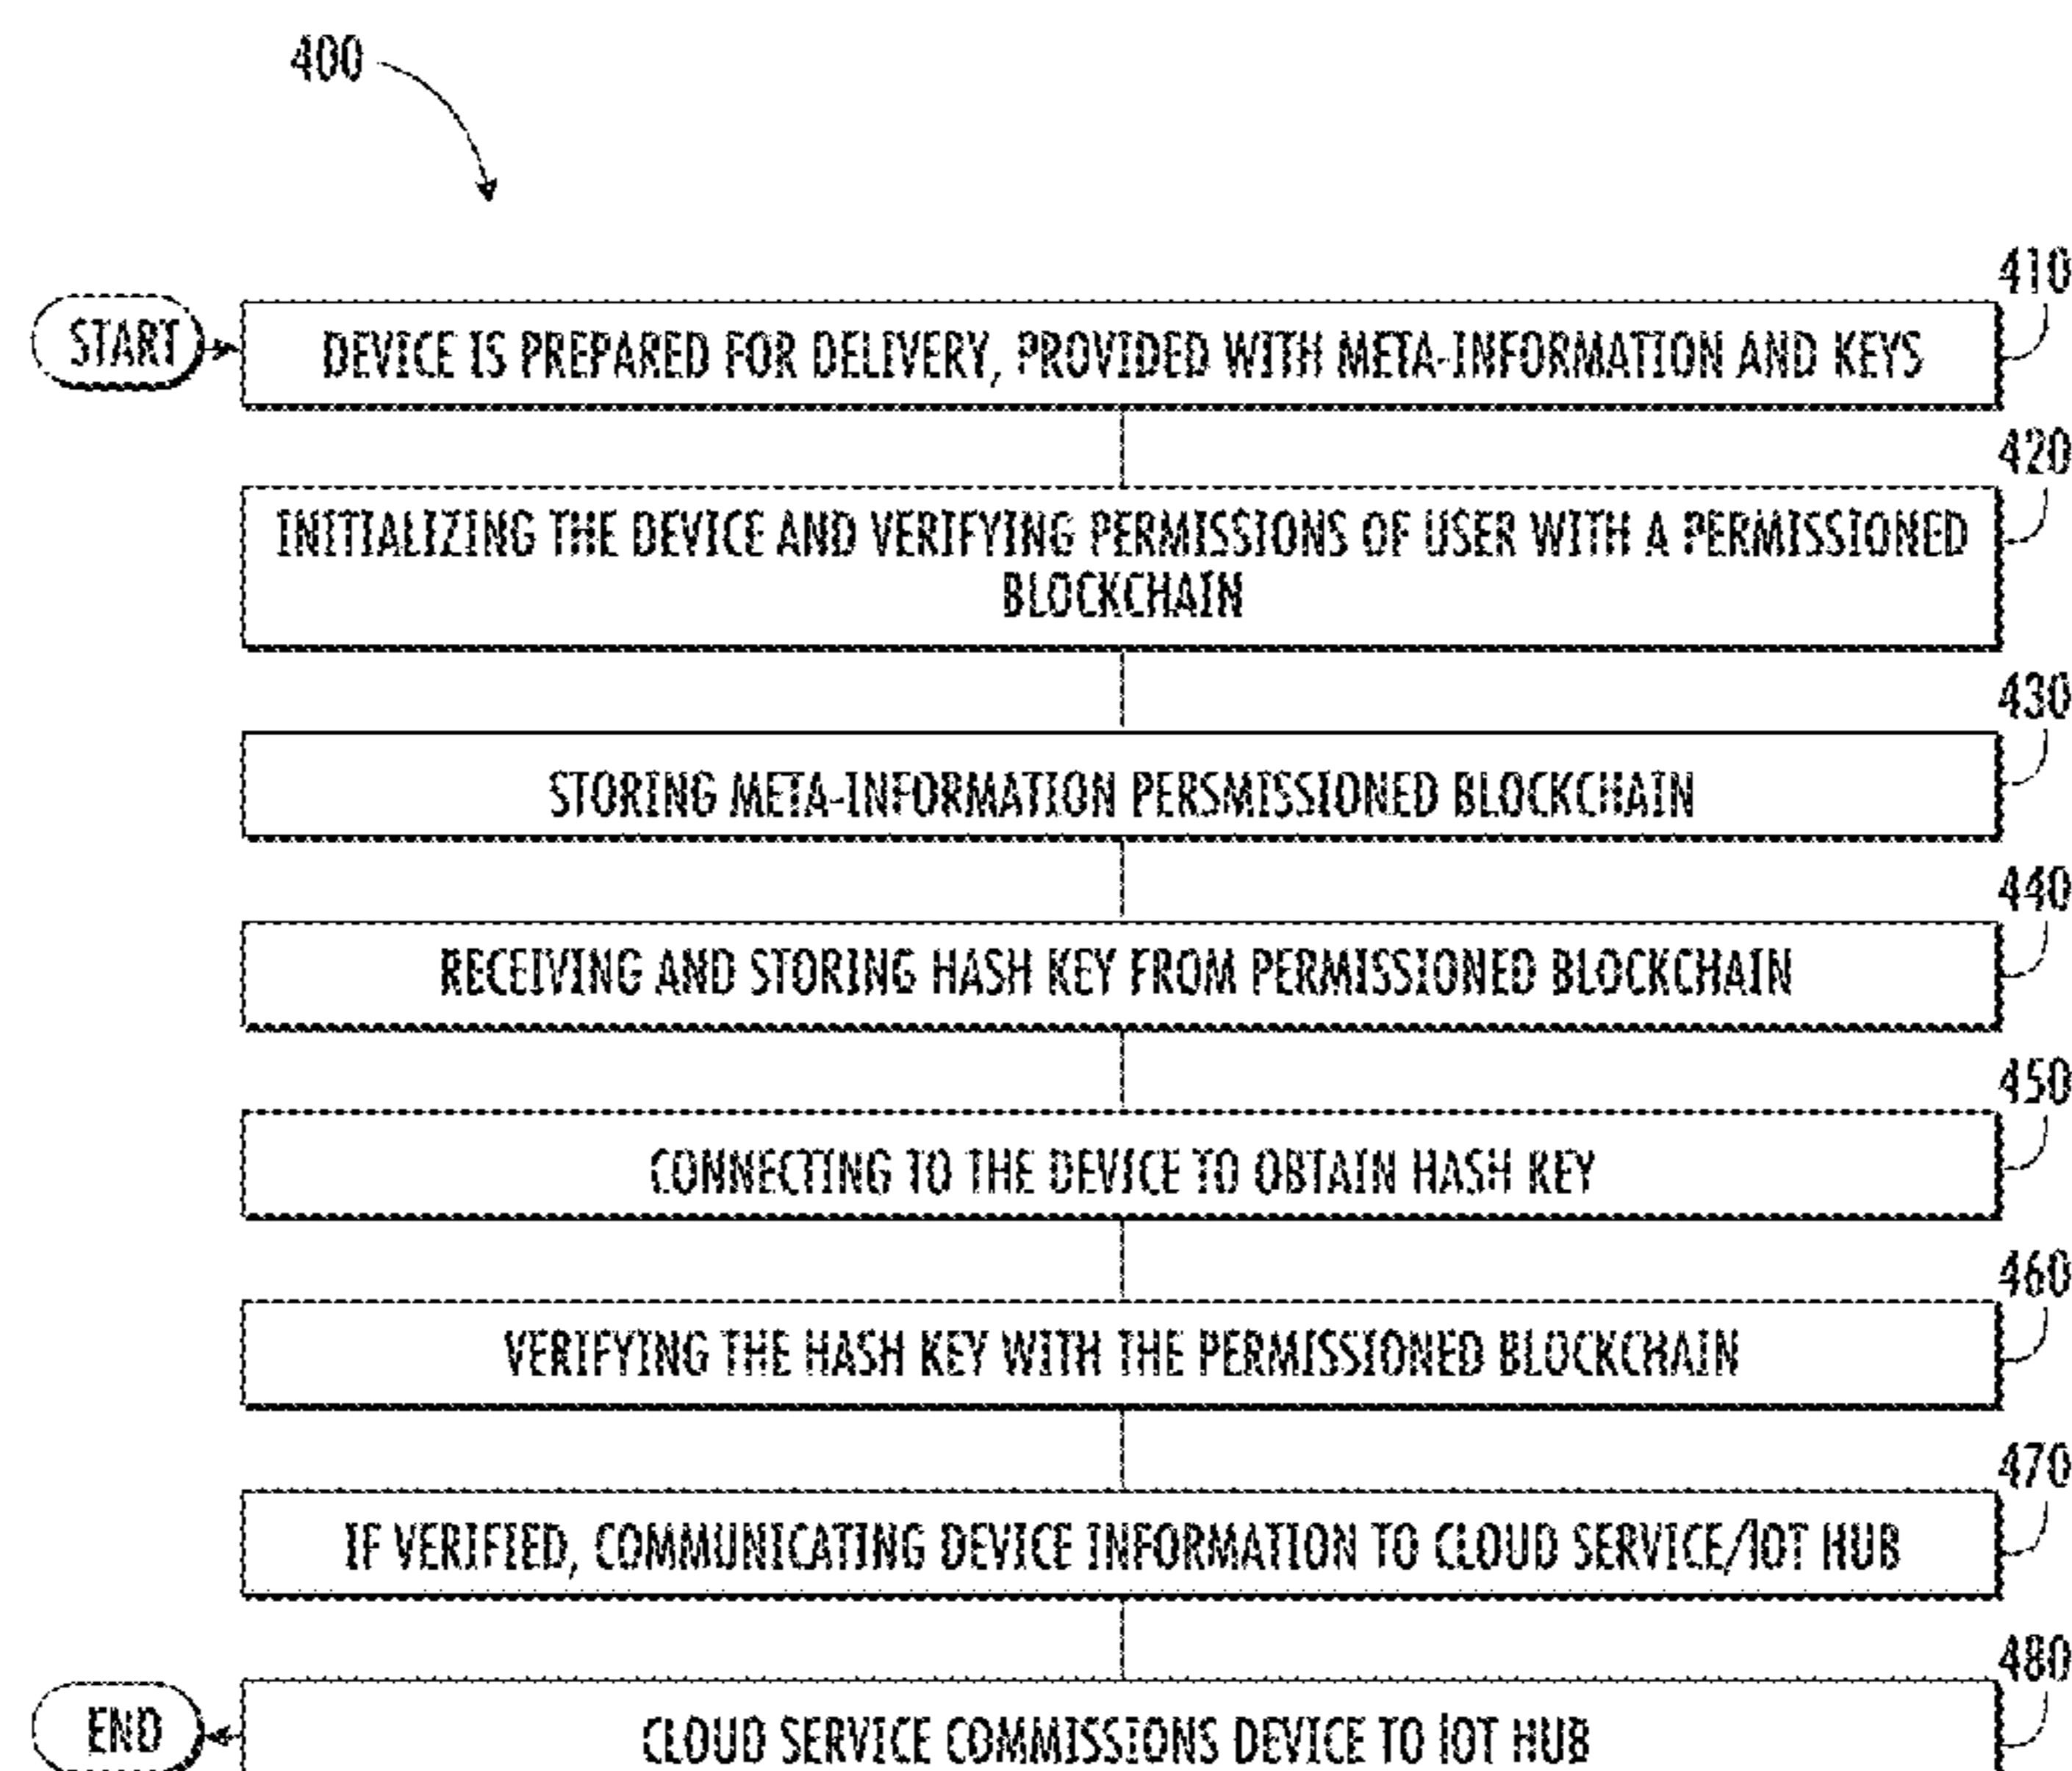 400
410
START
DEVICE IS PREPARED FOR DELIVERY, PROVIDED WITH META-INFORMATION AND KEYS
420
INITIALIZING THE DEVICE AND VERIFYING PERMISSIONS OF USER WITH A PERMISSIONED
BLOCKCHAIN
430
STORING META-INFORMATION PERSMISSIONED BLOCKCHAIN
440
RECEIVING AND STORING HASH KEY FROM PERMISSIONED BLOCKCHAIN
450
CONNECTING TO THE DEVICE TO OBTAIN HASH KEY
460
VERIFYING THE HASH KEY WITH THE PERMISSIONED BLOCKCHAIN
470
IF VERIFIED, COMMUNICATING DEVICE INFORMATION TO CLOUD SERVICE/IOT HUB
480
END
CLOUD SERVICE COMMISSIONS DEVICE TO IOT HUB